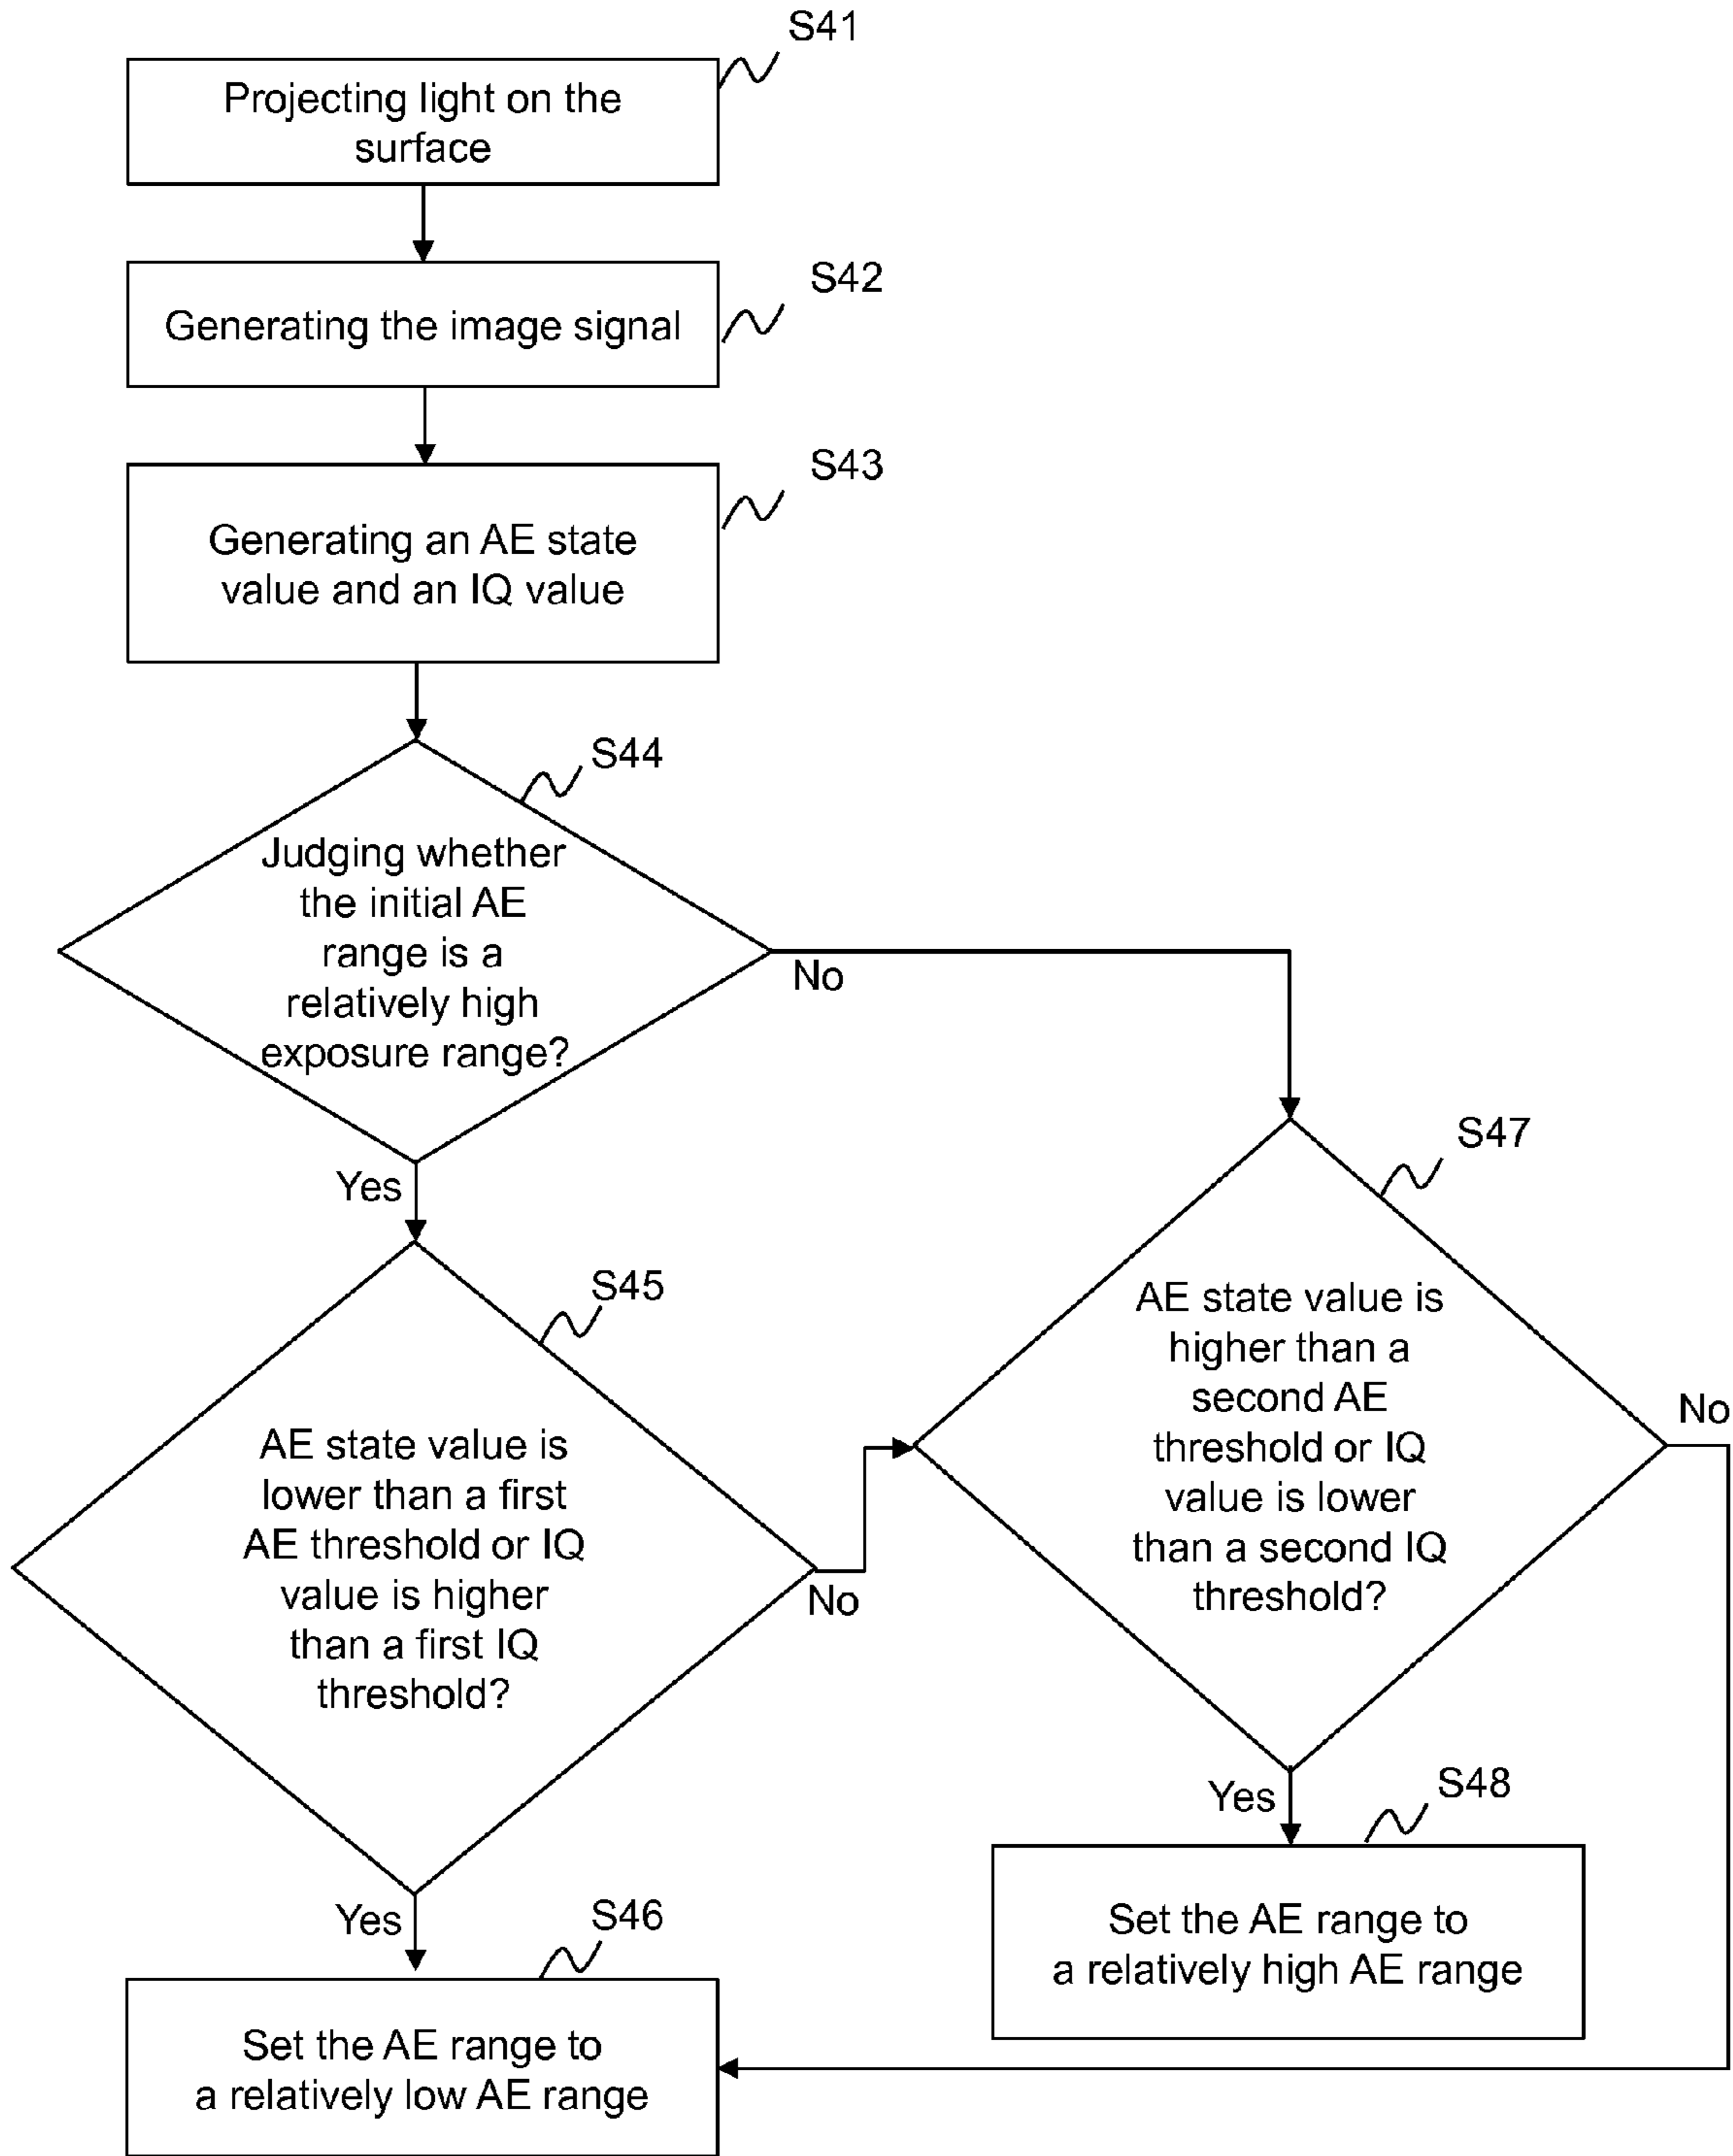 S41
Projecting light on the
surface
S42
Generating the image signal
S43
Generating an AE state
value and an IQ value
S44
Judging whether
the initial AE
range is a
relatively high
exposure range?
No
Yes
S45
AE state value is
lower than a first
AE threshold or IQ
value is higher
than a first IQ
threshold?
No
Yes
S47
AE state value is
higher than a
second AE
threshold or IQ
value is lower
than a second IQ
threshold?
No
Yes
S48
Set the AE range to
a relatively high AE range
S46
Set the AE range to
a relatively low AE range